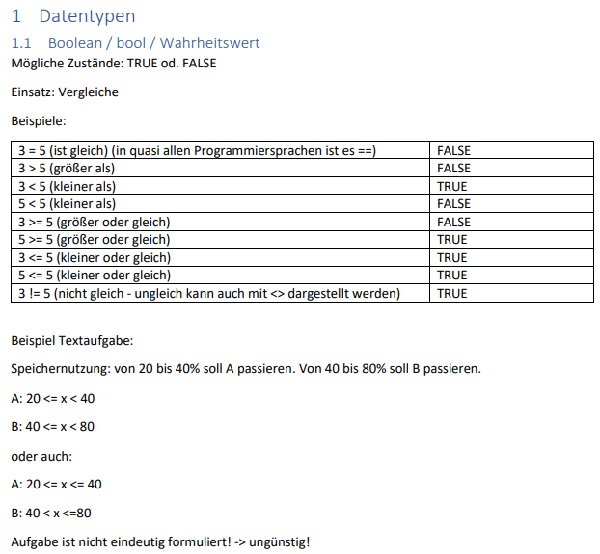 1 Datentypen
1.1 Boolean / bool / Wahrheitswert
Mögliche Zustände: TRUE od. FALSE
Einsatz: Vergleiche
Beispiele:
3 = 5 (ist gleich) (in quasi allen Programmiersprachen ist es ==) FALSE
3 > 5 (größer als) FALSE
3 < 5 (kleiner als) TRUE
5 < 5 (kleiner als) FALSE
3 >= 5 (größer oder gleich) FALSE
5 >= 5 (größer oder gleich) TRUE
3 <= 5 (kleiner oder gleich) TRUE
5 <= 5 (kleiner oder gleich) TRUE
3 != 5 (nicht gleich - ungleich kann auch mit <> dargestellt werden) TRUE
Beispiel Textaufgabe:
Speichernutzung: von 20 bis 40% soll A passieren. Von 40 bis 80% soll B passieren.
A: 20 <= x < 40
B: 40 <= x < 80
oder auch:
A: 20 <= x <= 40
B: 40 < x <=80
Aufgabe ist nicht eindeutig formuliert! -> ungünstig!